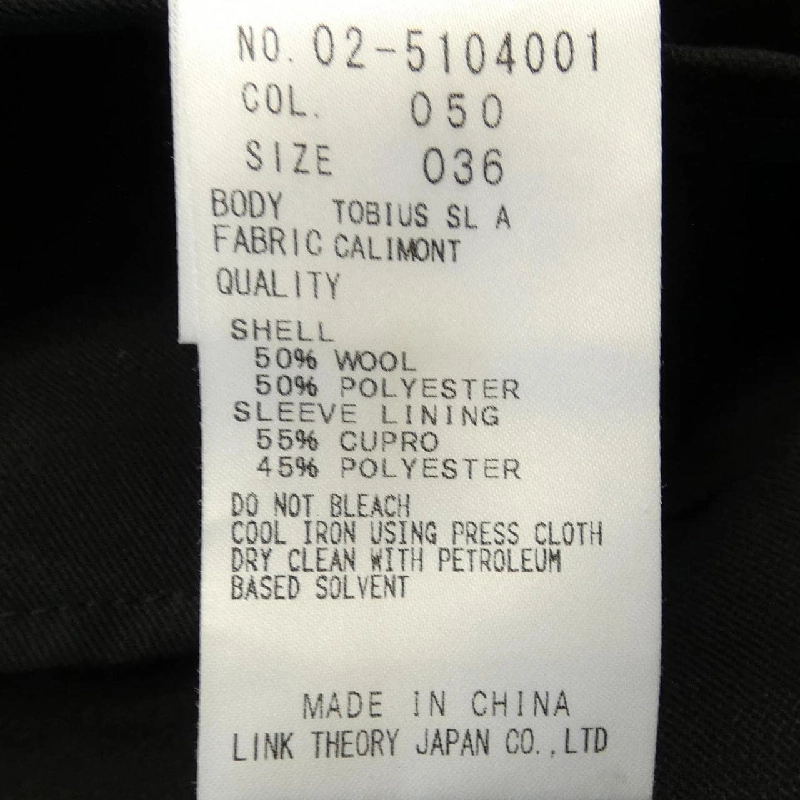 NO. 02-5104001
COL. 050
SIZE 036
BODY TOBIUS SL A
FABRIC CALIMONT
QUALITY
SHELL
50% WOOL
50% POLYESTER
SLEEVE LINING
55% CUPRO
45% POLYESTER
DO NOT BLEACH
COOL IRON USING PRESS CLOTH
DRY CLEAN WITH PETROLEUM
BASED SOLVENT
MADE IN CHINA
LINK THEORY JAPAN CO.,LTD